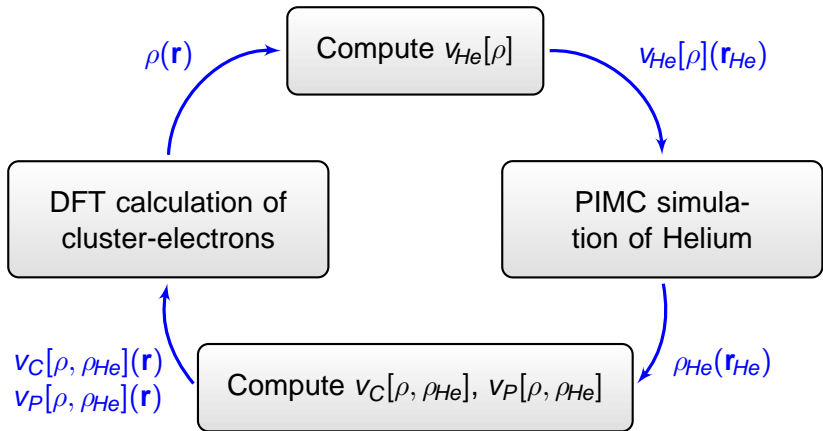 Compute v_He[ρ]
ρ(r)
v_He[ρ](r_He)
DFT calculation of
cluster-electrons
PIMC simula-
tion of Helium
v_C[ρ, ρ_He](r)
v_P[ρ, ρ_He](r)
Compute v_C[ρ, ρ_He], v_P[ρ, ρ_He]
ρ_He(r_He)